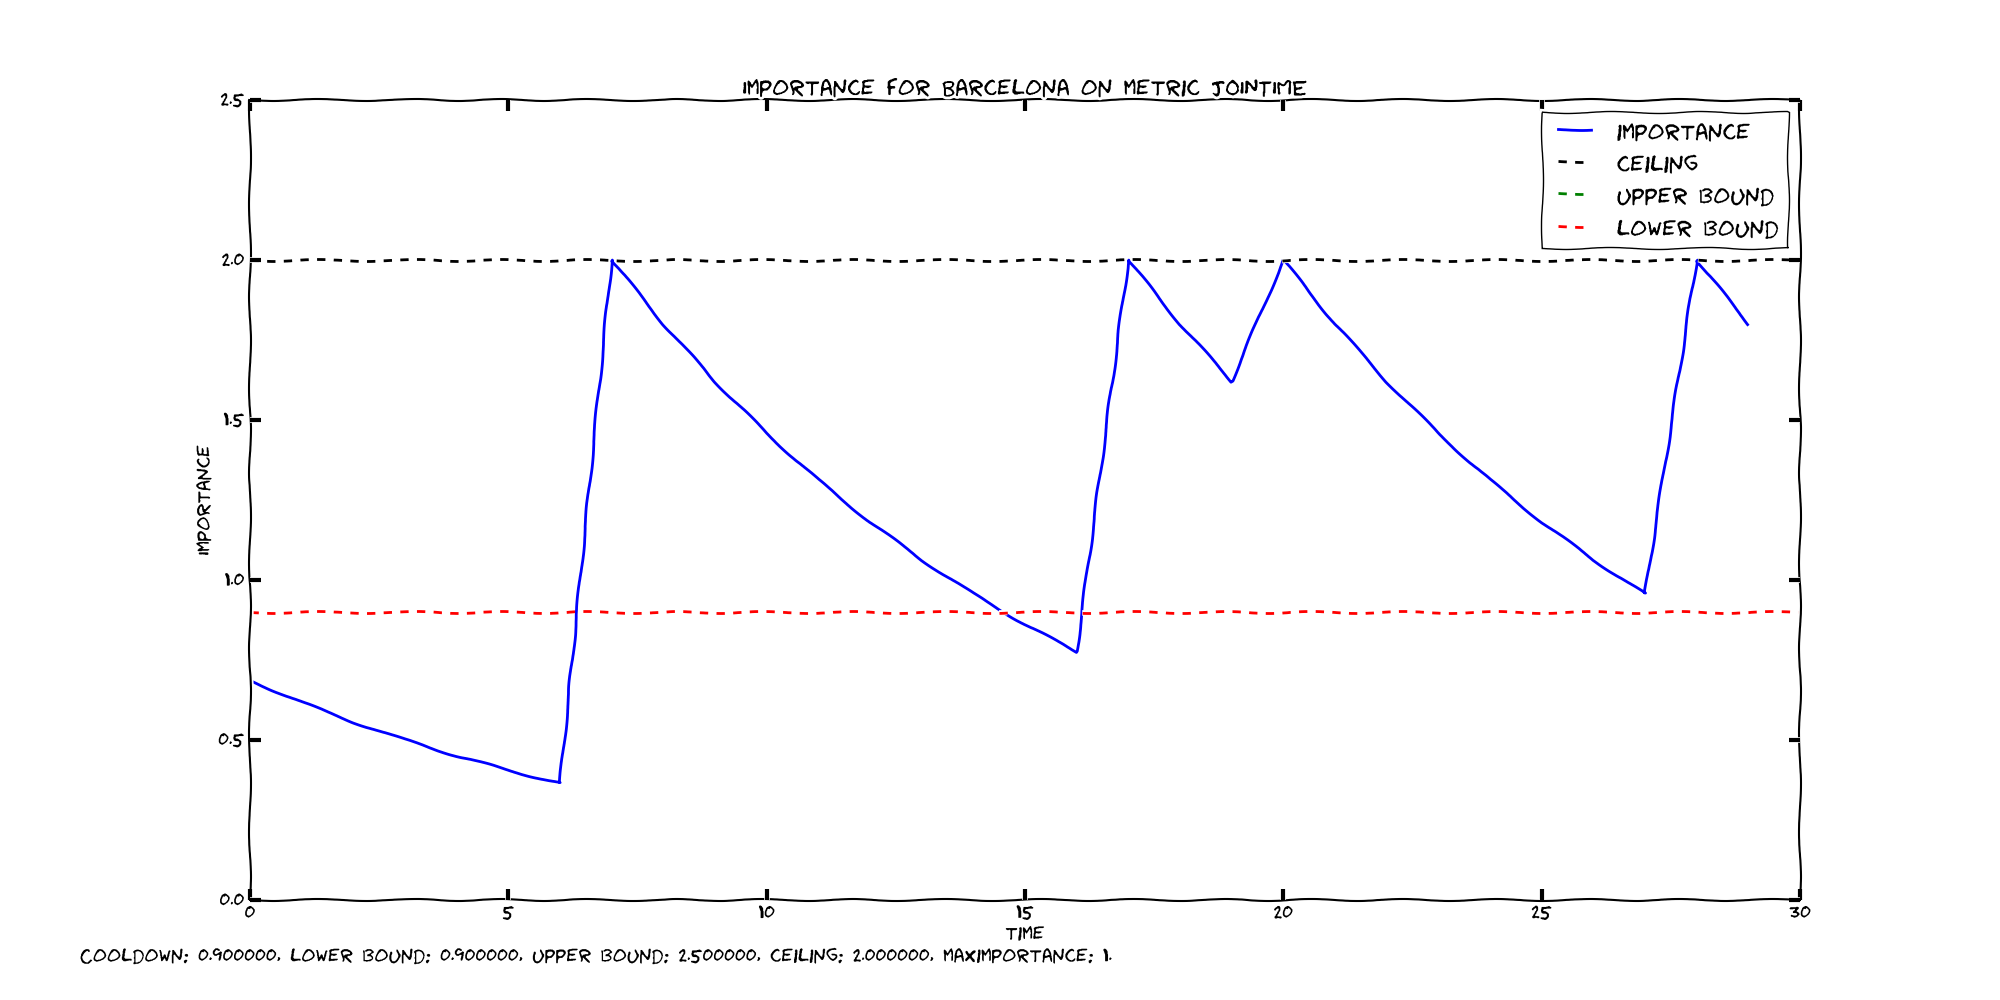 IMPORTANCE FOR BARCELONA ON METRIC JOINTIME
2.5
2.0
1.5
1.0
0.5
0.0
IMPORTANCE
IMPORTANCE
CEILING
UPPER BOUND
LOWER BOUND
0 5 10 15 20 25 30
TIME
COOLDOWN: 0.900000, LOWER BOUND: 0.900000, UPPER BOUND: 2.500000, CEILING: 2.000000, MAXIMPORTANCE: 1.